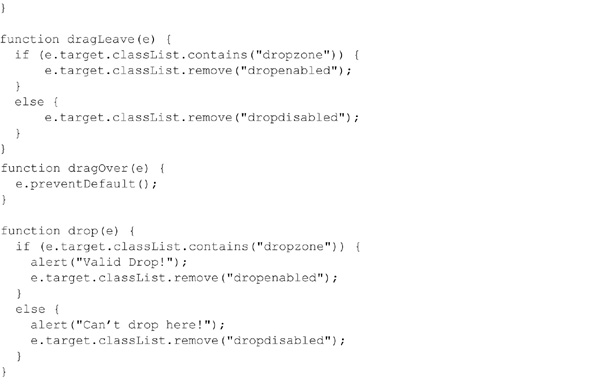 }

function dragLeave(e) {
  if (e.target.classList.contains("dropzone")) {
      e.target.classList.remove("dropenabled");
  }
  else {
      e.target.classList.remove("dropdisabled");
  }
}
function dragOver(e) {
  e.preventDefault();
}

function drop(e) {
  if (e.target.classList.contains("dropzone")) {
    alert("Valid Drop!");
    e.target.classList.remove("dropenabled");
  }
  else {
    alert("Can’t drop here!");
    e.target.classList.remove("dropdisabled");
  }
}